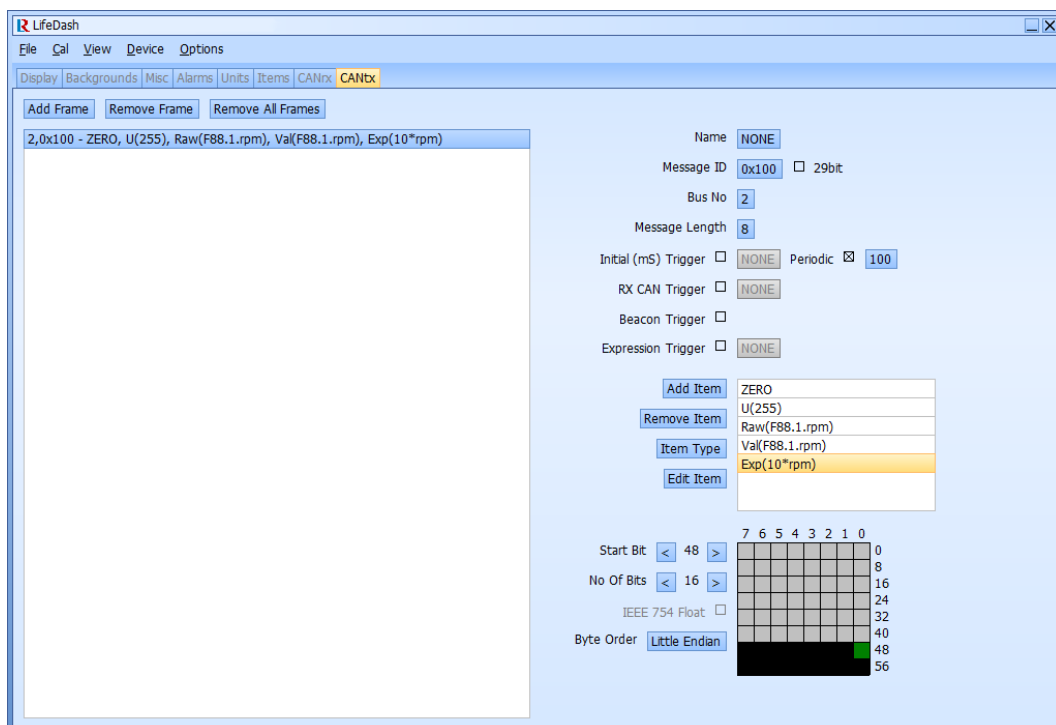 LifeDash
File Cal View Device Options
Display Backgrounds Misc Alarms Units Items CANrx CANtx
Add Frame Remove Frame Remove All Frames
2,0x100 - ZERO, U(255), Raw(F88.1.rpm), Val(F88.1.rpm), Exp(10*rpm)
Name NONE
Message ID 0x100 29bit
Bus No 2
Message Length 8
Initial (mS) Trigger NONE Periodic 100
RX CAN Trigger NONE
Beacon Trigger
Expression Trigger NONE
Add Item
Remove Item
Item Type
Edit Item
ZERO
U(255)
Raw(F88.1.rpm)
Val(F88.1.rpm)
Exp(10*rpm)
Start Bit < 48 >
No Of Bits < 16 >
IEEE 754 Float
Byte Order Little Endian
7 6 5 4 3 2 1 0
0
8
16
24
32
40
48
56